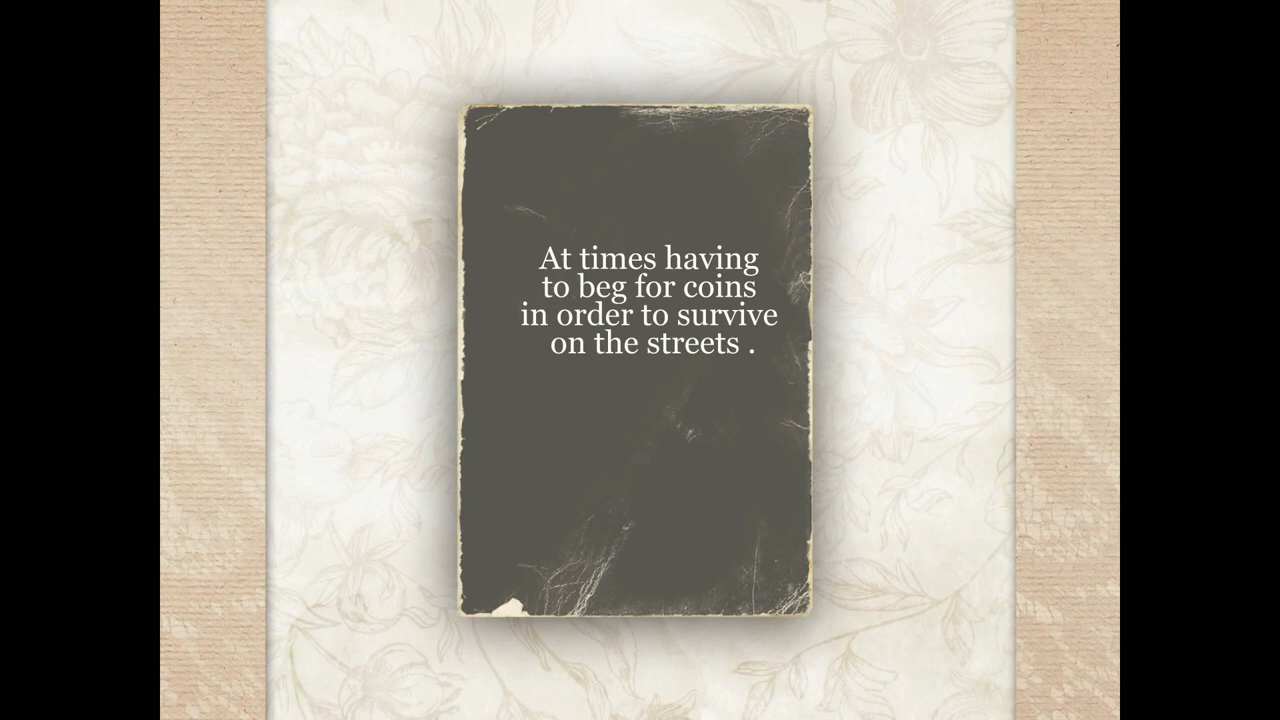 At times having
to beg for coins
in order to survive
on the streets .